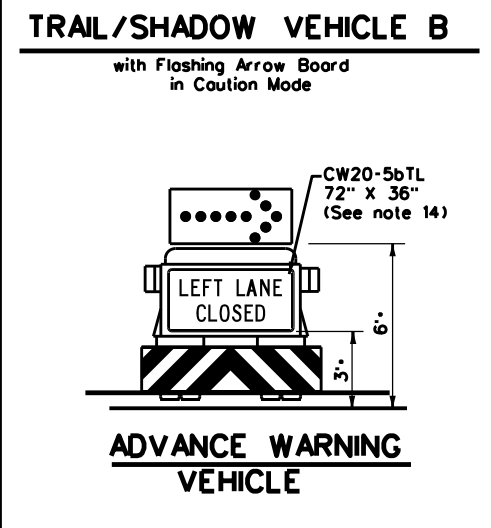 TRAIL/SHADOW VEHICLE B
with Flashing Arrow Board
in Caution Mode
CW20-5bTL
72" X 36"
(See note 14)
LEFT LANE
CLOSED
6'
3'
ADVANCE WARNING
VEHICLE